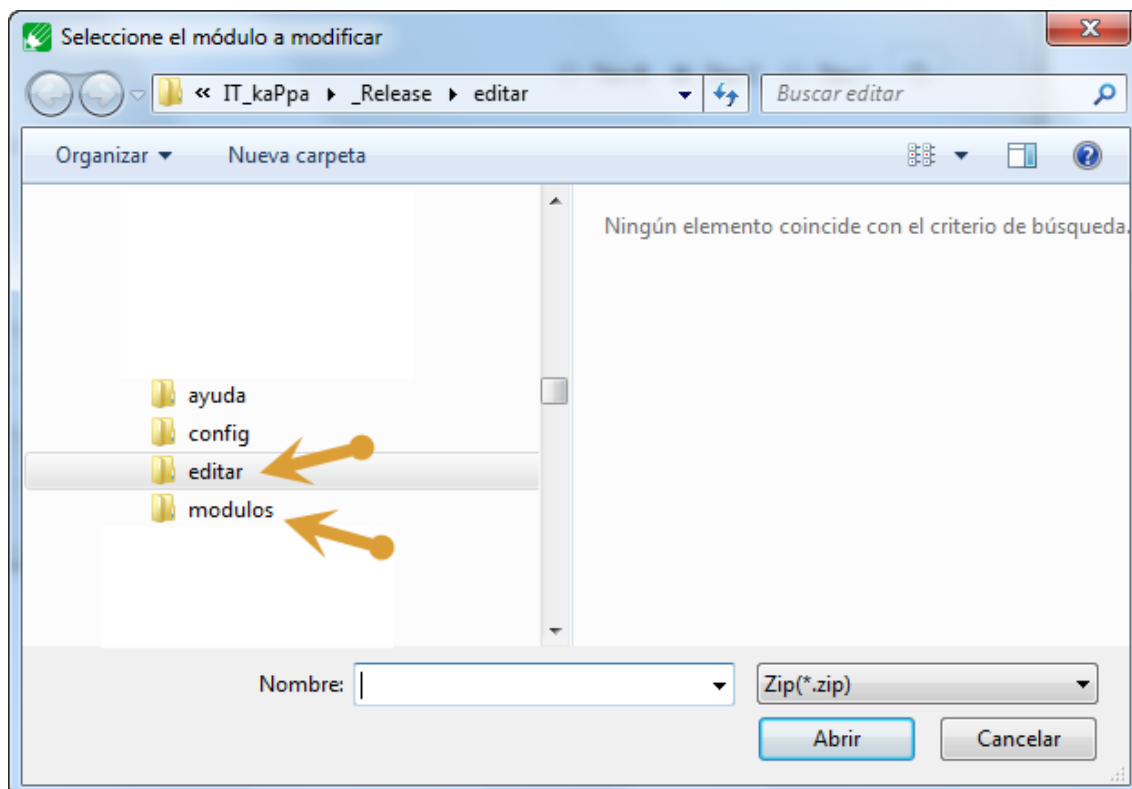 Seleccione el módulo a modificar
« IT_kaPpa ▸ _Release ▸ editar
Buscar editar
Organizar
Nueva carpeta
Ningún elemento coincide con el criterio de búsqueda.
ayuda
config
editar
modulos
Nombre:
Zip(*.zip)
Abrir
Cancelar